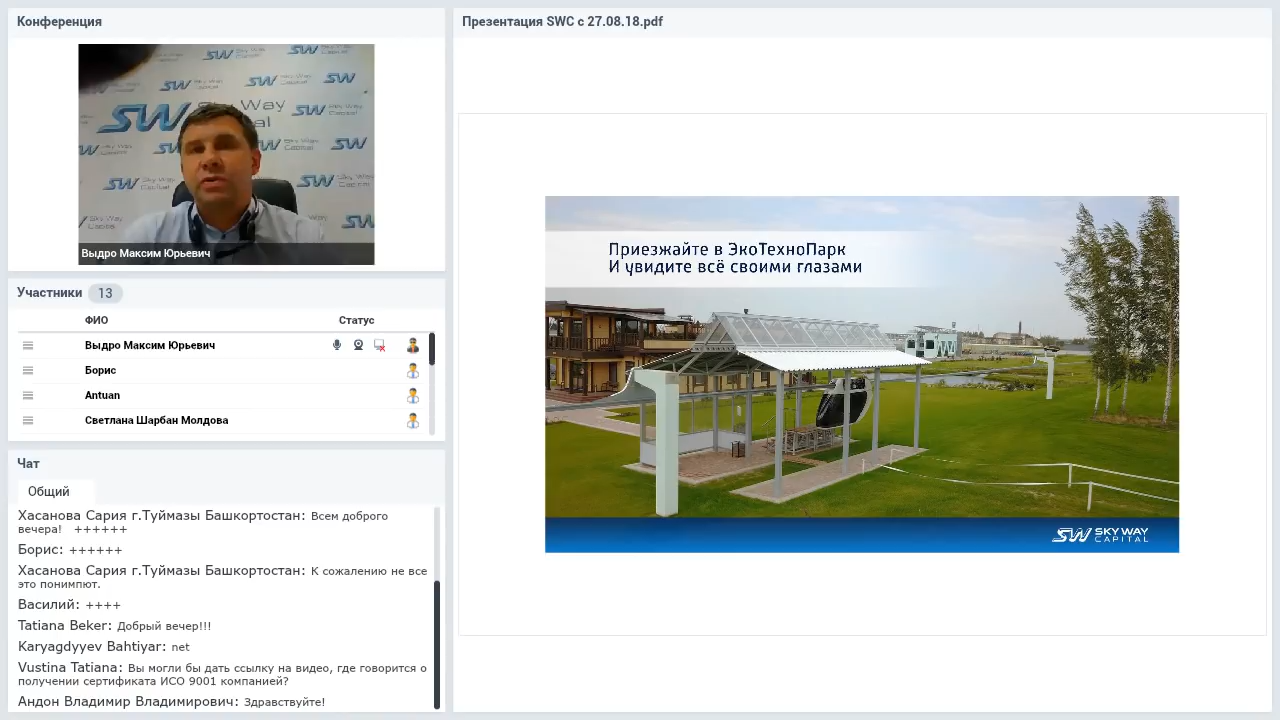 Конференция
Презентация SWC с 27.08.18.pdf
Sky Way
Capital
SW
Выдро Максим Юрьевич
Участники 13
ФИО Статус
Выдро Максим Юрьевич
Борис
Antuan
Светлана Шарбан Молдова
Чат
Общий
Хасанова Сария г.Туймазы Башкортостан: Всем доброго
вечера! ++++++
Борис: ++++++
Хасанова Сария г.Туймазы Башкортостан: К сожалению не все
это понимпют.
Василий: ++++
Tatiana Beker: Добрый вечер!!!
Karyagdyyev Bahtiyar: net
Vustina Tatiana: Вы могли бы дать ссылку на видео, где говорится о
получении сертификата ИСО 9001 компанией?
Андон Владимир Владимирович: Здравствуйте!
Приезжайте в ЭкоТехноПарк
И увидите всё своими глазами
SW SKY WAY
CAPITAL